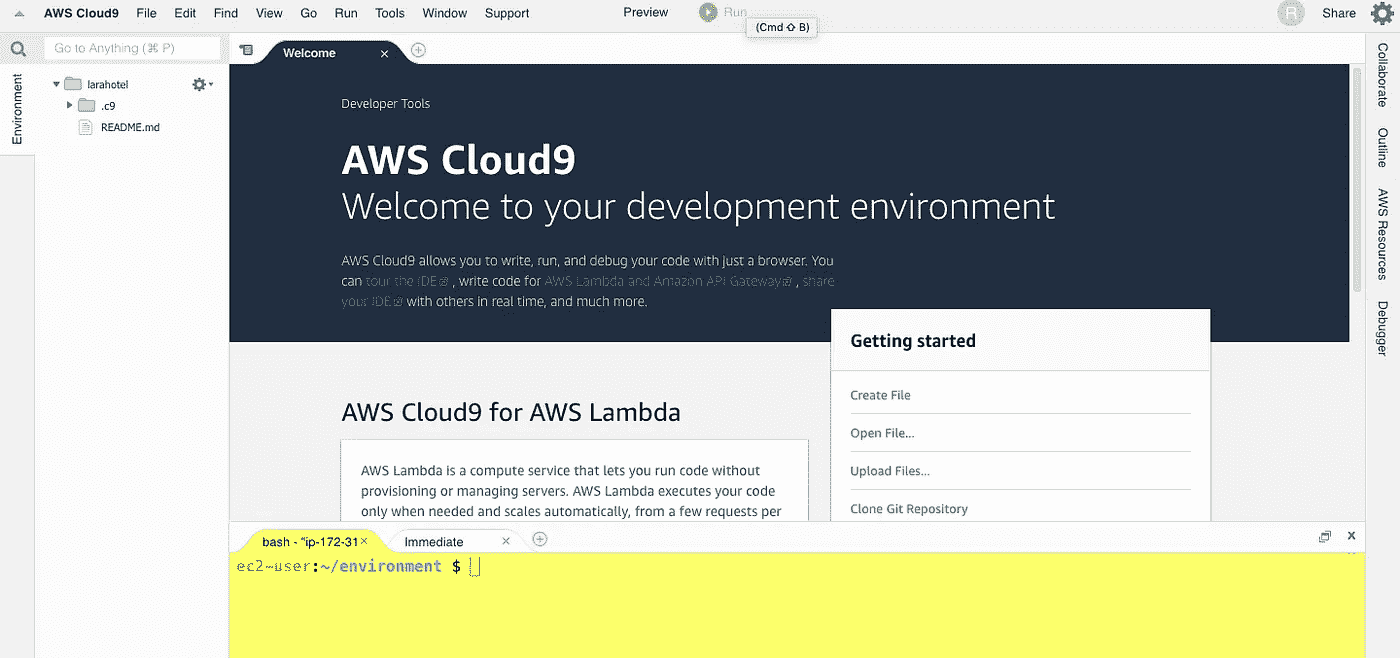 AWS Cloud9 File Edit Find View Go Run Tools Window Support Preview Run R Share
(Cmd ⇧ B)
Go to Anything (⌘ P)
Welcome
Environment
larahotel
.c9
README.md
Developer Tools
AWS Cloud9
Welcome to your development environment
AWS Cloud9 allows you to write, run, and debug your code with just a browser. You
can tour the IDE , write code for AWS Lambda and Amazon API Gateway , share
your IDE with others in real time, and much more.
AWS Cloud9 for AWS Lambda
AWS Lambda is a compute service that lets you run code without
provisioning or managing servers. AWS Lambda executes your code
only when needed and scales automatically, from a few requests per
Getting started
Create File
Open File...
Upload Files...
Clone Git Repository
bash - "ip-172-31 Immediate
ec2-user:~/environment $
Collaborate
Outline
AWS Resources
Debugger